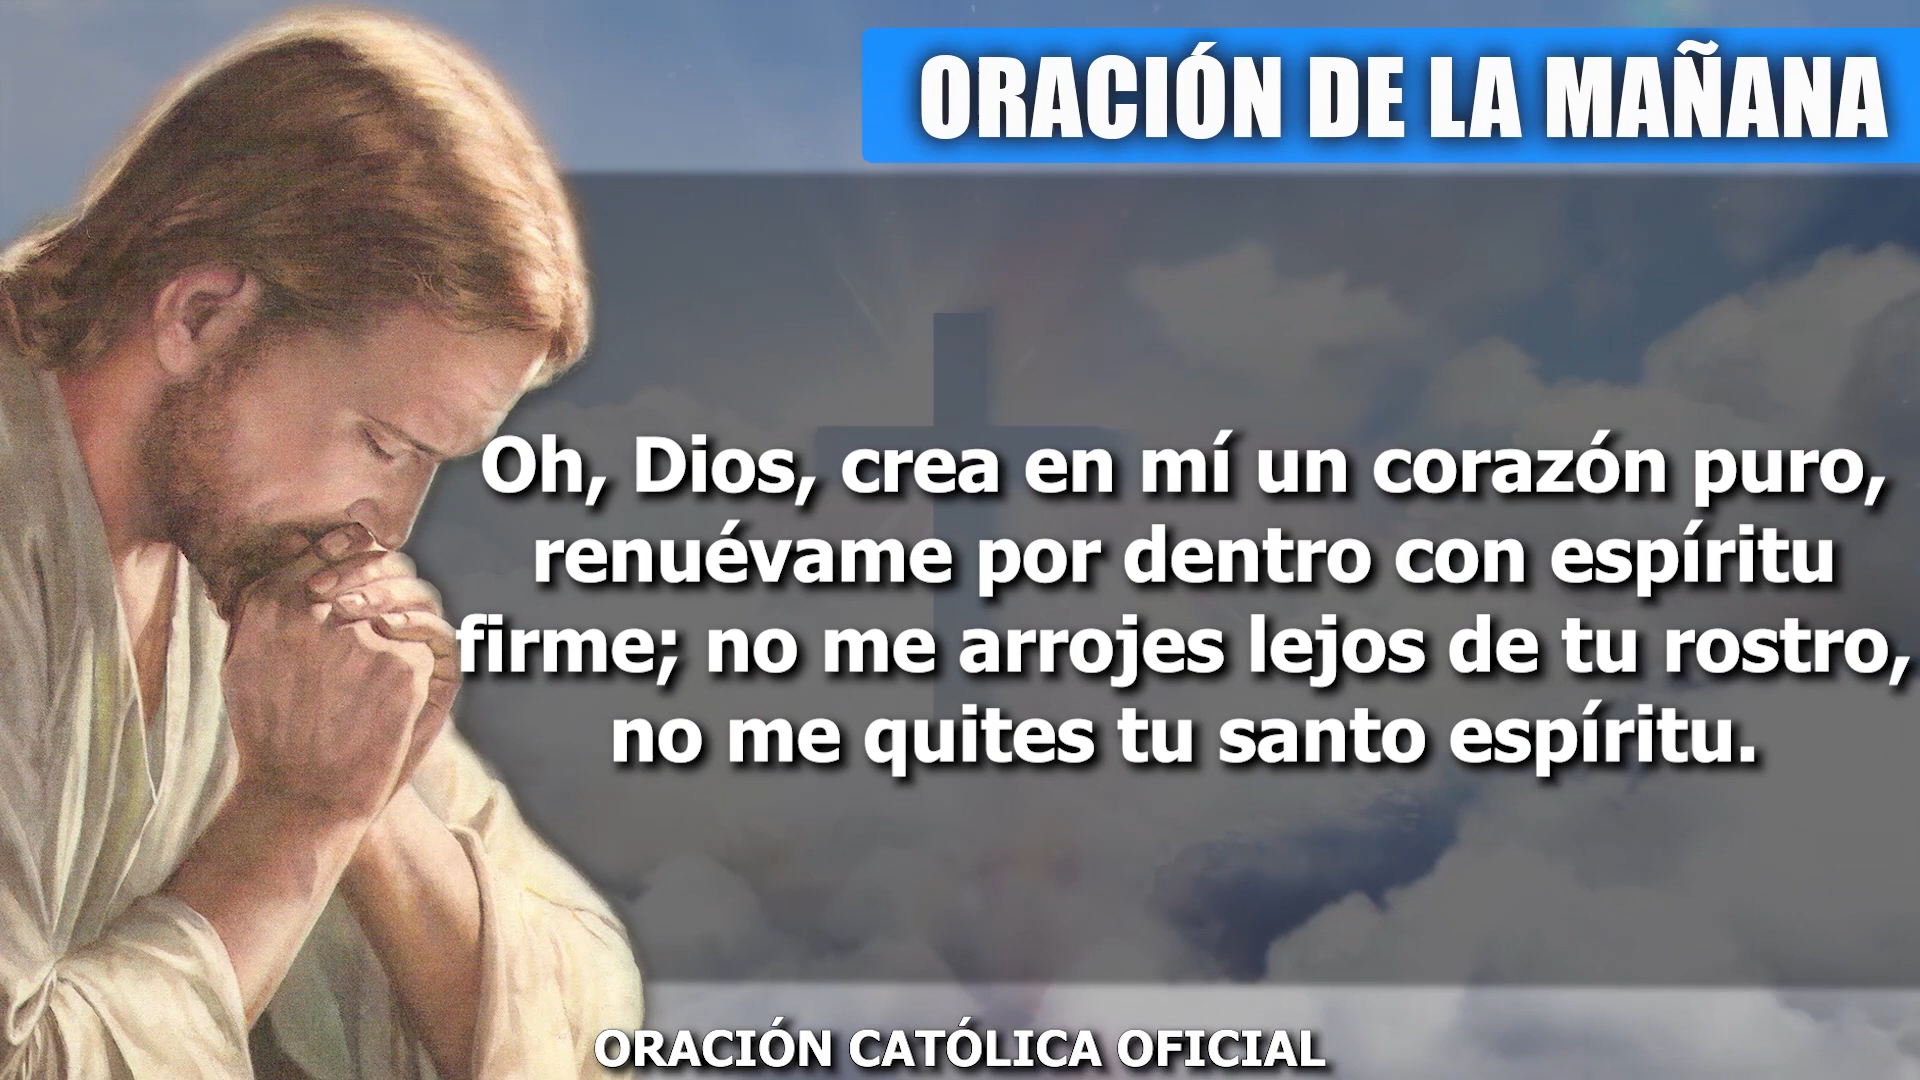 ORACIÓN DE LA MAÑANA
Oh, Dios, crea en mí un corazón puro,
renuévame por dentro con espíritu
firme; no me arrojes lejos de tu rostro,
no me quites tu santo espíritu.
ORACIÓN CATÓLICA OFICIAL